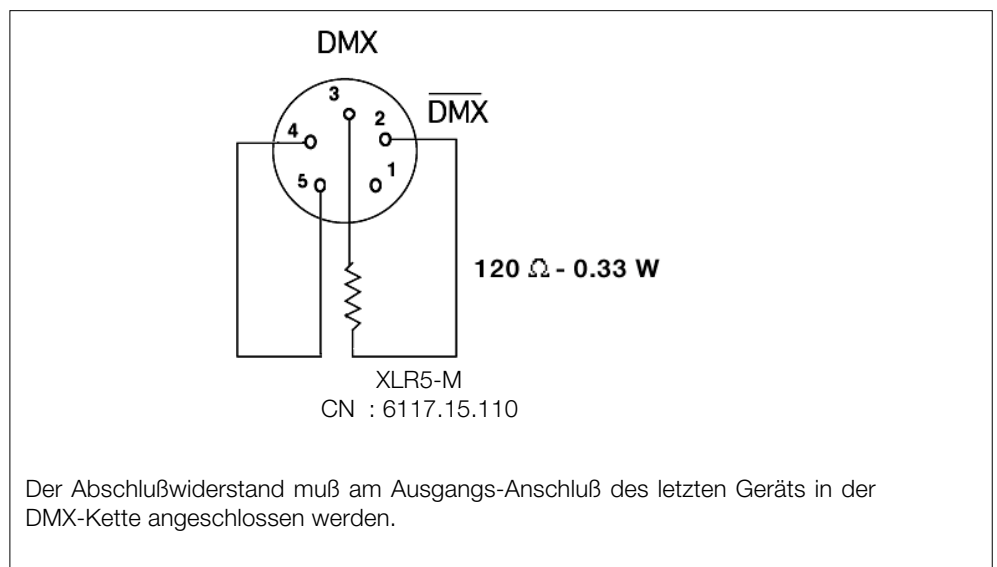 DMX
3
DMX
4
2
1
5
120 Ω - 0.33 W
XLR5-M
CN : 6117.15.110
Der Abschlußwiderstand muß am Ausgangs-Anschluß des letzten Geräts in der
DMX-Kette angeschlossen werden.